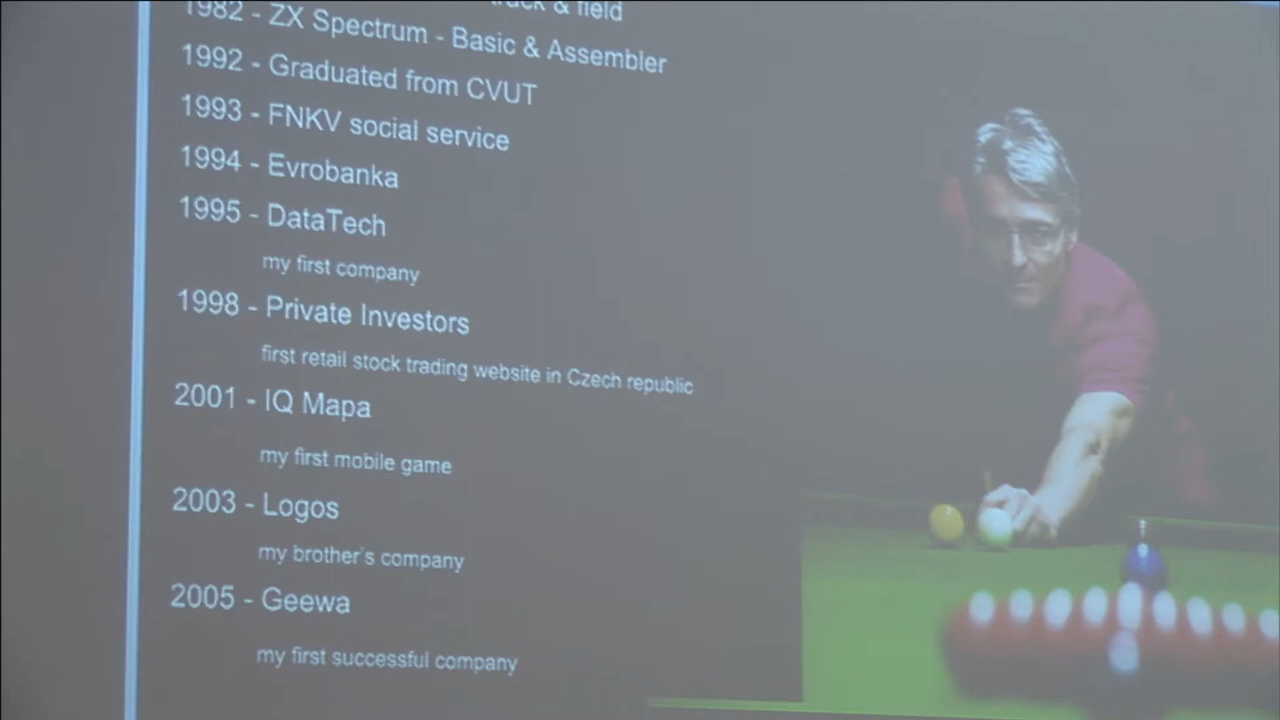 & field
1982 - ZX Spectrum - Basic & Assembler
1992 - Graduated from CVUT
1993 - FNKV social service
1994 - Evrobanka
1995 - DataTech
my first company
1998 - Private Investors
first retail stock trading website in Czech republic
2001 - IQ Mapa
my first mobile game
2003 - Logos
my brother's company
2005 - Geewa
my first successful company